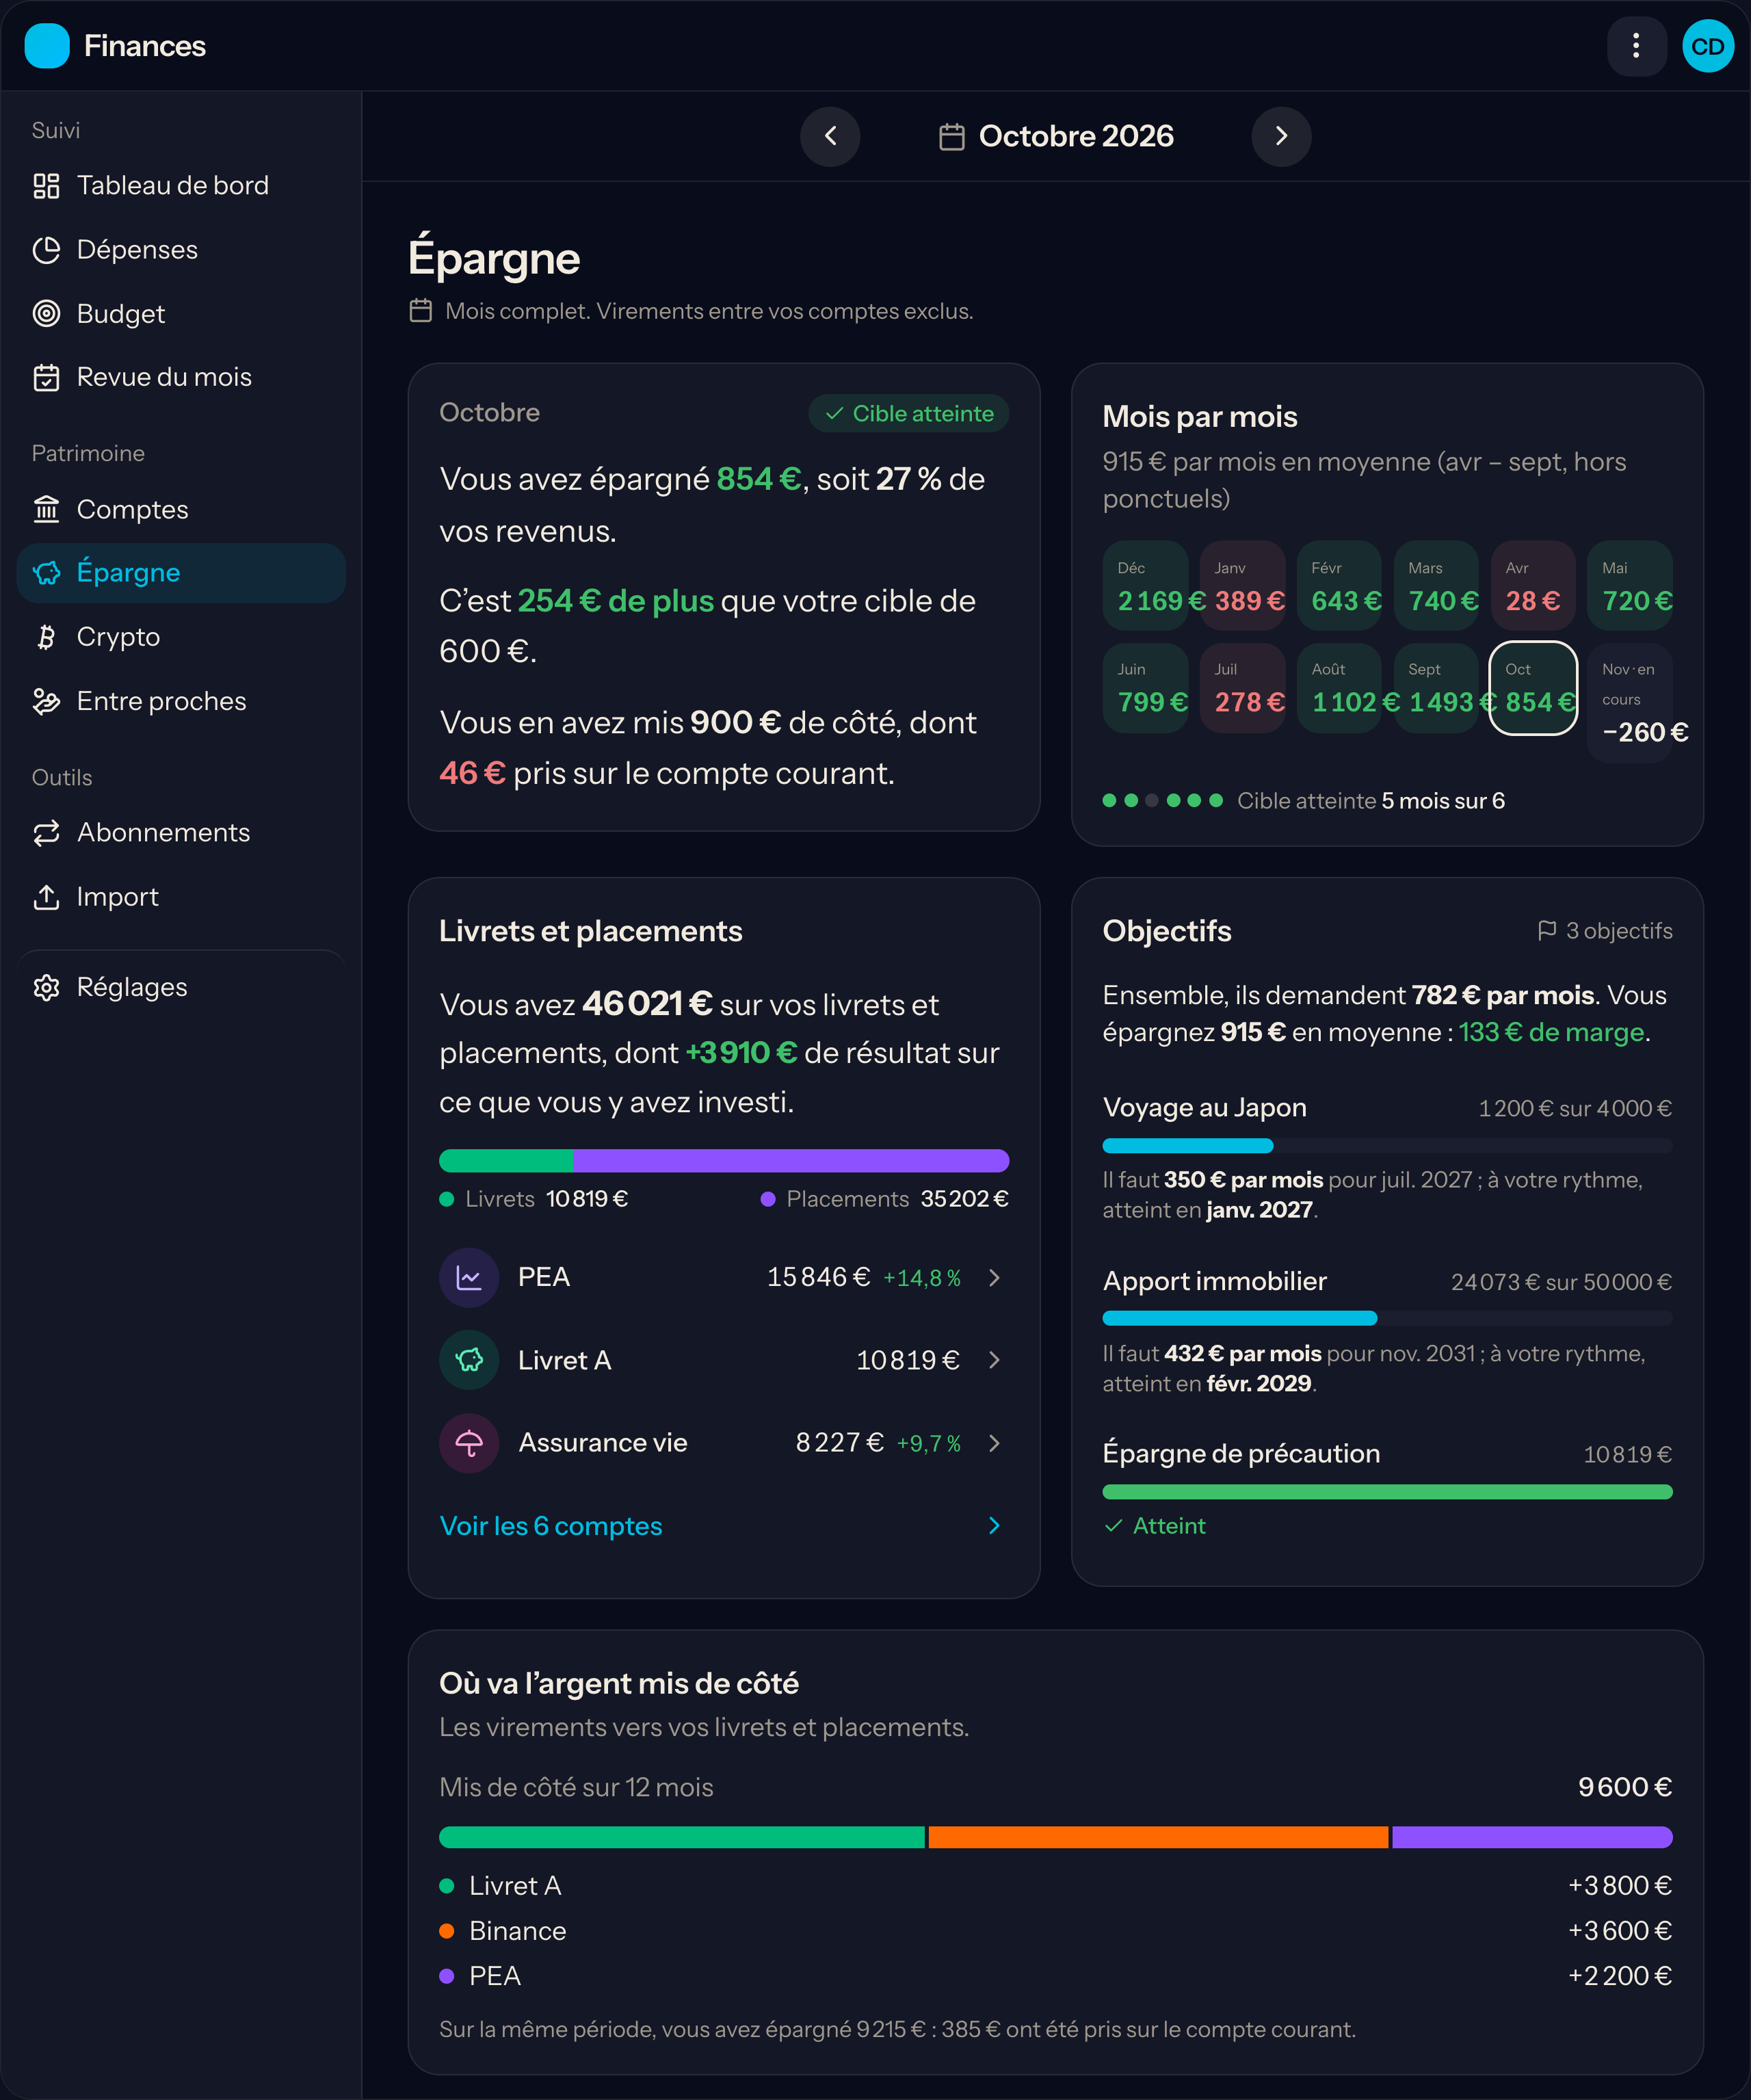 Finances
CD
Suivi
Tableau de bord
Dépenses
Budget
Revue du mois
Patrimoine
Comptes
Épargne
Crypto
Entre proches
Outils
Abonnements
Import
Réglages
Octobre 2026
Épargne
Mois complet. Virements entre vos comptes exclus.
Octobre
Cible atteinte
Vous avez épargné 854 €, soit 27 % de
vos revenus.
C’est 254 € de plus que votre cible de
600 €.
Vous en avez mis 900 € de côté, dont
46 € pris sur le compte courant.
Mois par mois
915 € par mois en moyenne (avr – sept, hors
ponctuels)
Déc
2 169 €
Janv
389 €
Févr
643 €
Mars
740 €
Avr
28 €
Mai
720 €
Juin
799 €
Juil
278 €
Août
1 102 €
Sept
1 493 €
Oct
854 €
Nov · en
cours
−260 €
Cible atteinte 5 mois sur 6
Livrets et placements
Vous avez 46 021 € sur vos livrets et
placements, dont +3 910 € de résultat sur
ce que vous y avez investi.
Livrets 10 819 €
Placements 35 202 €
PEA
15 846 € +14,8 %
Livret A
10 819 €
Assurance vie
8 227 € +9,7 %
Voir les 6 comptes
Objectifs
3 objectifs
Ensemble, ils demandent 782 € par mois. Vous
épargnez 915 € en moyenne : 133 € de marge.
Voyage au Japon
1 200 € sur 4 000 €
Il faut 350 € par mois pour juil. 2027 ; à votre rythme,
atteint en janv. 2027.
Apport immobilier
24 073 € sur 50 000 €
Il faut 432 € par mois pour nov. 2031 ; à votre rythme,
atteint en févr. 2029.
Épargne de précaution
10 819 €
Atteint
Où va l’argent mis de côté
Les virements vers vos livrets et placements.
Mis de côté sur 12 mois
9 600 €
Livret A
+3 800 €
Binance
+3 600 €
PEA
+2 200 €
Sur la même période, vous avez épargné 9 215 € : 385 € ont été pris sur le compte courant.